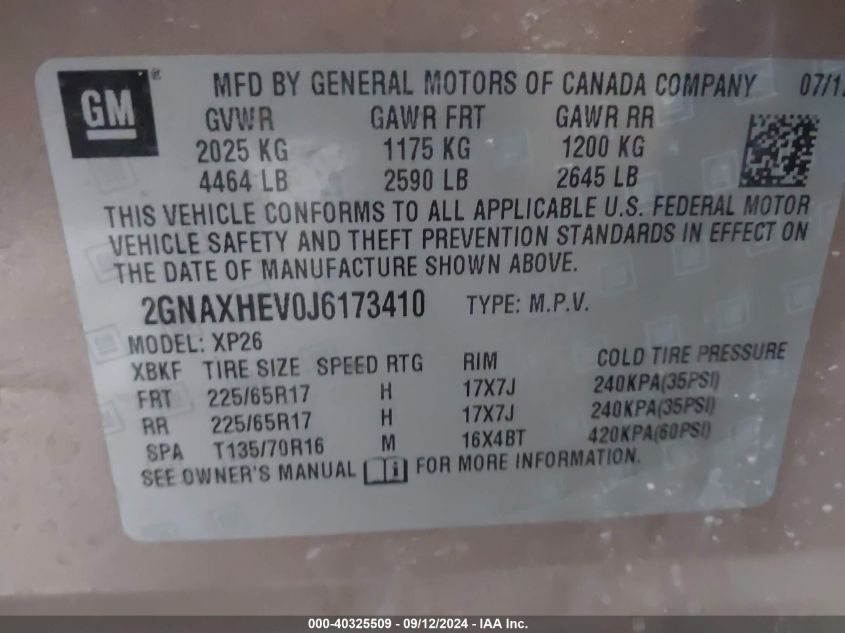 GM ®
MFD BY GENERAL MOTORS OF CANADA COMPANY 07/1
GVWR GAWR FRT GAWR RR
2025 KG 1175 KG 1200 KG
4464 LB 2590 LB 2645 LB
THIS VEHICLE CONFORMS TO ALL APPLICABLE U.S. FEDERAL MOTOR
VEHICLE SAFETY AND THEFT PREVENTION STANDARDS IN EFFECT ON
THE DATE OF MANUFACTURE SHOWN ABOVE.
2GNAXHEV0J6173410 TYPE: M.P.V.
MODEL: XP26
XBKF TIRE SIZE SPEED RTG RIM COLD TIRE PRESSURE
FRT 225/65R17 H 17X7J 240KPA(35PSI)
RR 225/65R17 H 17X7J 240KPA(35PSI)
SPA T135/70R16 M 16X4BT 420KPA(60PSI)
SEE OWNER'S MANUAL i FOR MORE INFORMATION.
000-40325509 - 09/12/2024 - IAA Inc.